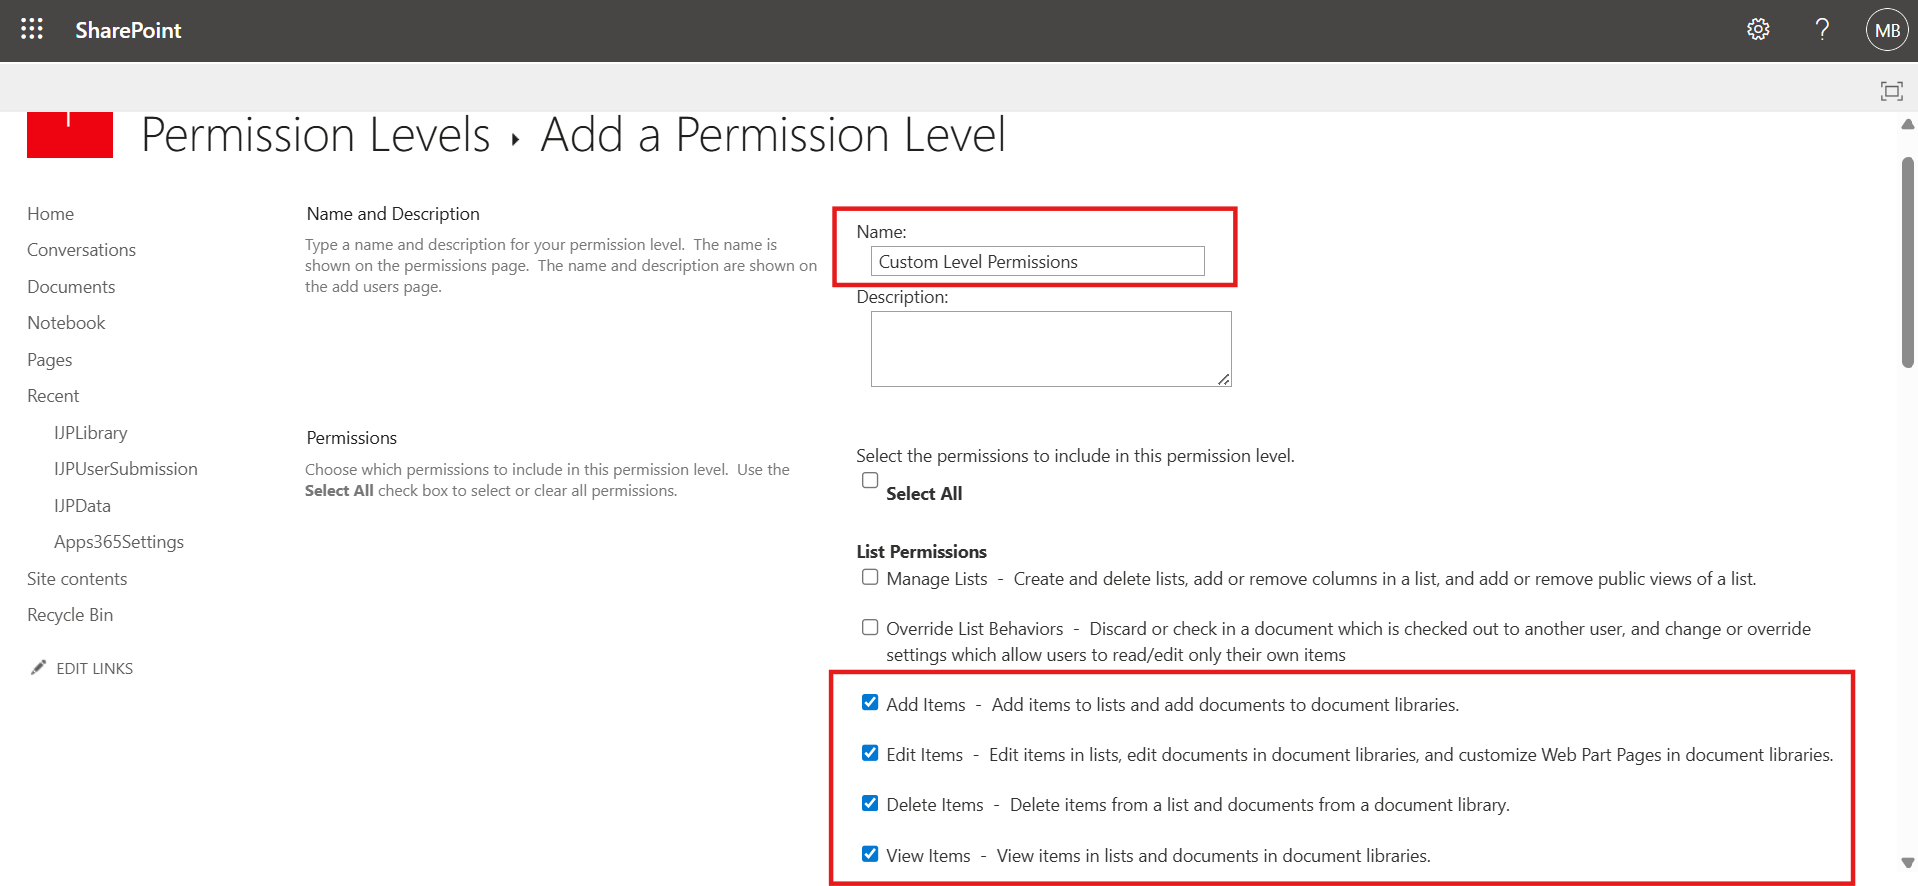 SharePoint
?
MB
Permission Levels ▸ Add a Permission Level
Home
Conversations
Documents
Notebook
Pages
Recent
IJPLibrary
IJPUserSubmission
IJPData
Apps365Settings
Site contents
Recycle Bin
EDIT LINKS
Name and Description
Type a name and description for your permission level. The name is
shown on the permissions page. The name and description are shown on
the add users page.
Name:
Custom Level Permissions
Description:
Permissions
Choose which permissions to include in this permission level. Use the
Select All check box to select or clear all permissions.
Select the permissions to include in this permission level.
Select All
List Permissions
Manage Lists - Create and delete lists, add or remove columns in a list, and add or remove public views of a list.
Override List Behaviors - Discard or check in a document which is checked out to another user, and change or override
settings which allow users to read/edit only their own items
Add Items - Add items to lists and add documents to document libraries.
Edit Items - Edit items in lists, edit documents in document libraries, and customize Web Part Pages in document libraries.
Delete Items - Delete items from a list and documents from a document library.
View Items - View items in lists and documents in document libraries.